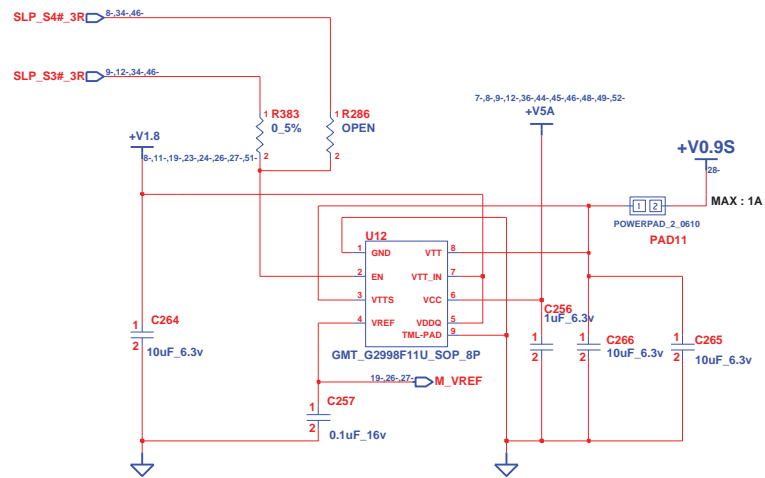 SLP_S4#_3R
8-,34-,46-
SLP_S3#_3R
9-,12-,34-,46-
7-,8-,9-,12-,36-,44-,45-,46-,48-,49-,52-
+V5A
1
R383
0_5%
2
1
R286
OPEN
2
+V1.8
8-,11-,19-,23-,24-,26-,27-,51-
+V0.9S
28-
MAX : 1A
1 2
POWERPAD_2_0610
PAD11
U12
1 GND VTT 8
2 EN VTT_IN 7
3 VTTS VCC 6
4 VREF VDDQ 5
TML-PAD 9
GMT_G2998F11U_SOP_8P
C264
1
2
10uF_6.3v
C256
1uF_6.3v
1
2
C266
1
10uF_6.3v
2
C265
1
10uF_6.3v
2
19-,26-,27-
M_VREF
C257
1
2
0.1uF_16v